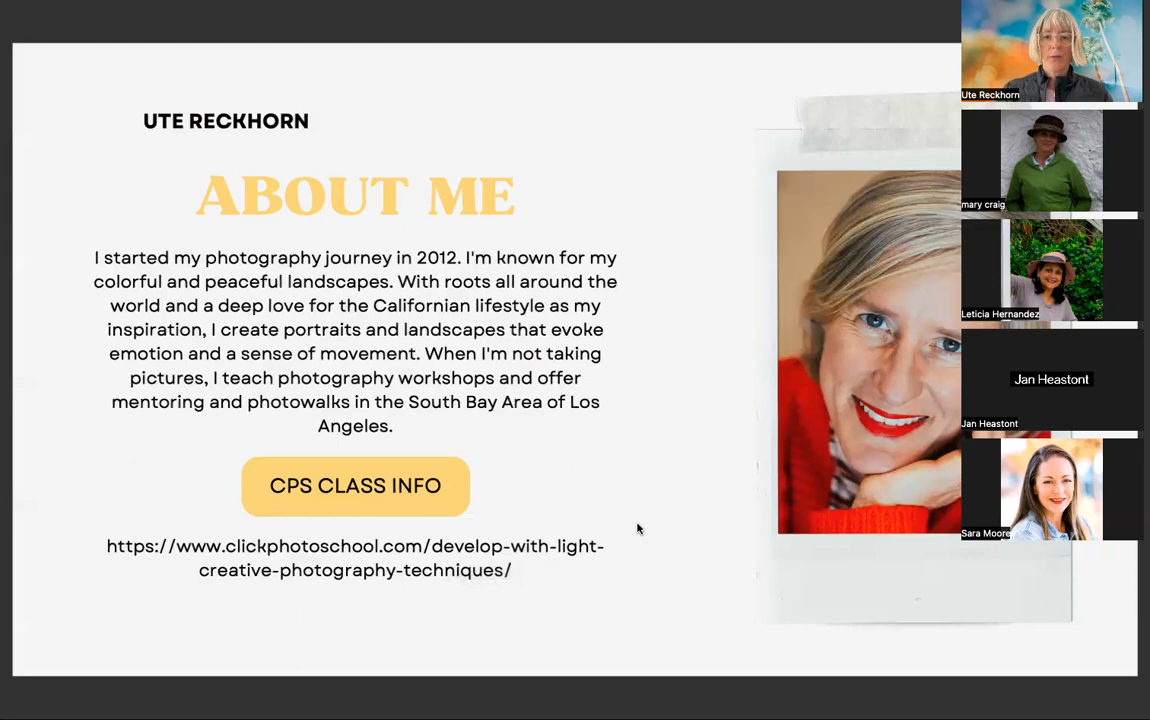 UTE RECKHORN
ABOUT ME
I started my photography journey in 2012. I'm known for my
colorful and peaceful landscapes. With roots all around the
world and a deep love for the Californian lifestyle as my
inspiration, I create portraits and landscapes that evoke
emotion and a sense of movement. When I'm not taking
pictures, I teach photography workshops and offer
mentoring and photowalks in the South Bay Area of Los
Angeles.
CPS CLASS INFO
https://www.clickphotoschool.com/develop-with-light-
creative-photography-techniques/
Ute Reckhorn
mary craig
Leticia Hernandez
Jan Heastont
Jan Heastont
Sara Moore